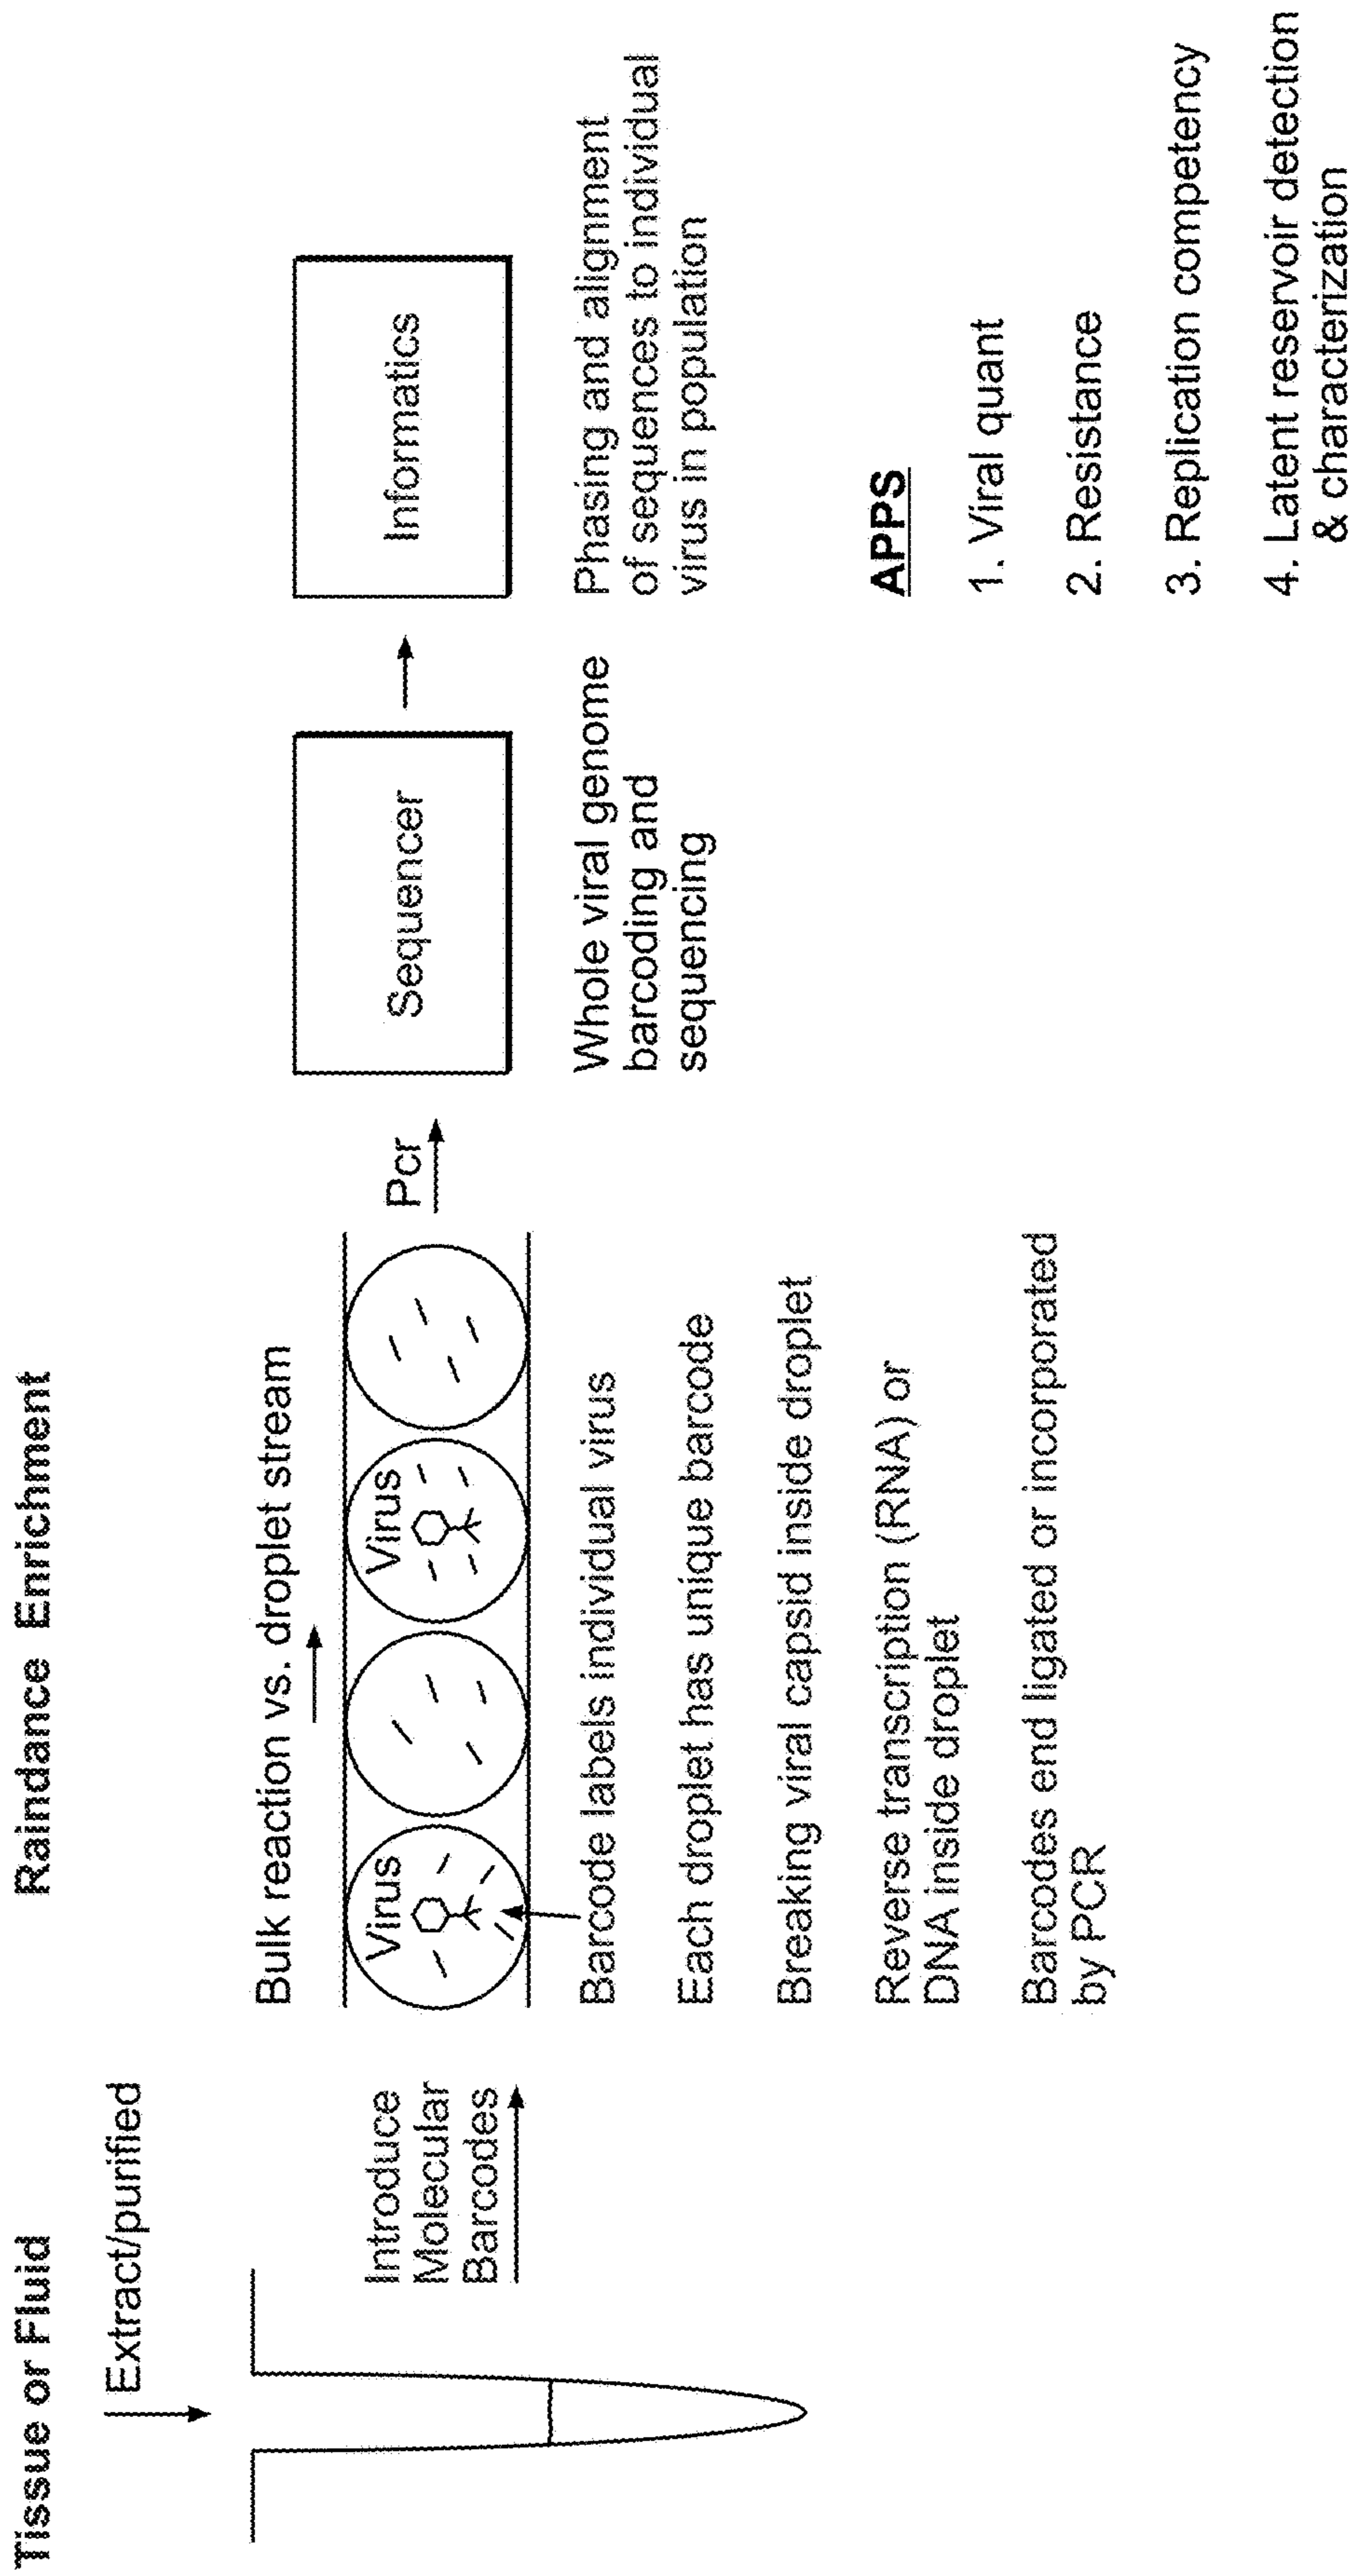 Tissue or Fluid
Extract/purified
Introduce
Molecular
Barcodes
Raindance Enrichment
Bulk reaction vs. droplet stream
Virus
Virus
Barcode labels individual virus
Each droplet has unique barcode
Breaking viral capsid inside droplet
Reverse transcription (RNA) or
DNA inside droplet
Barcodes end ligated or incorporated
by PCR
Pcr
Sequencer
Whole viral genome
barcoding and
sequencing
Informatics
Phasing and alignment
of sequences to individual
virus in population
APPS
1. Viral quant
2. Resistance
3. Replication competency
4. Latent reservoir detection
& characterization